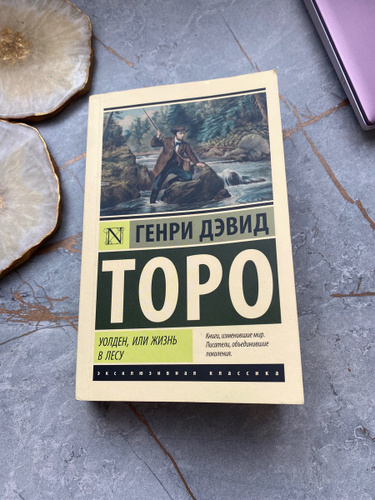 N
ГЕНРИ ДЭВИД
ТОРО
УОЛДЕН, ИЛИ ЖИЗНЬ
В ЛЕСУ
Книги, изменившие мир.
Писатели, объединившие
поколения.
эксклюзивная классика